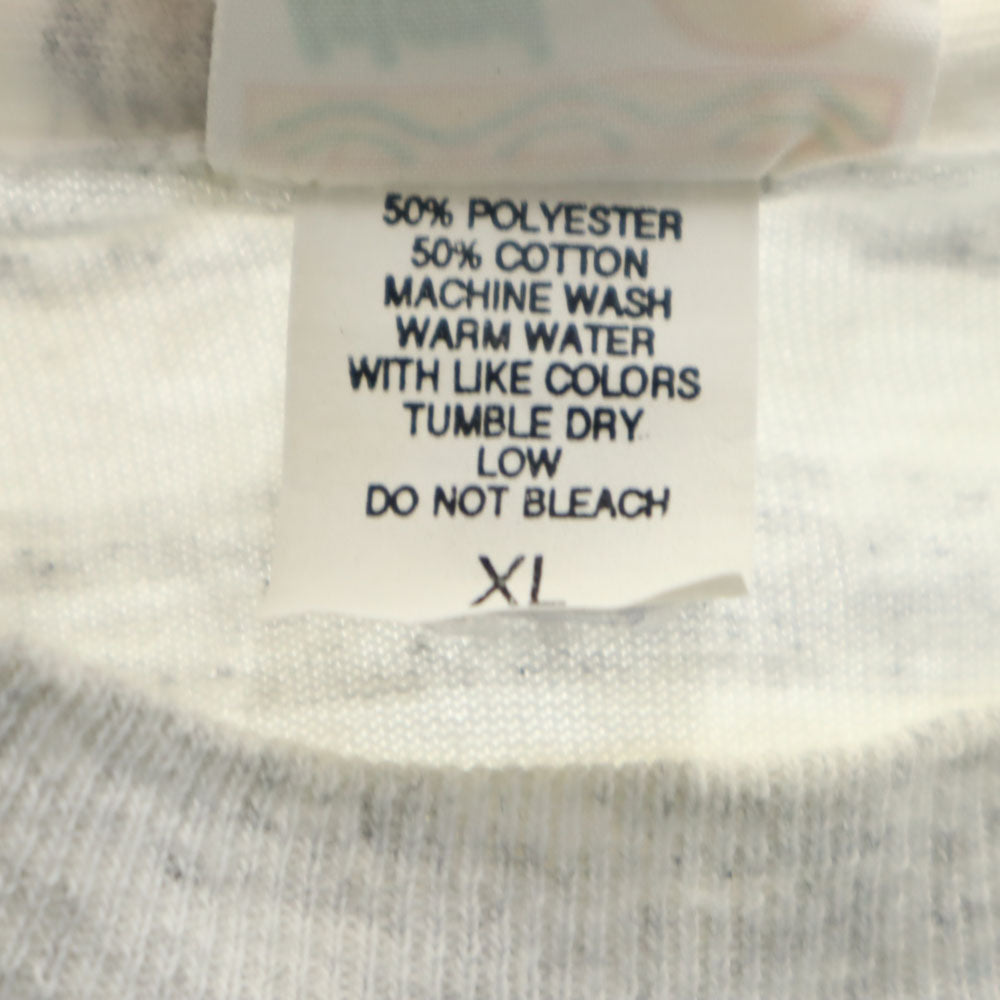 50% POLYESTER
50% COTTON
MACHINE WASH
WARM WATER
WITH LIKE COLORS
TUMBLE DRY
LOW
DO NOT BLEACH
XL